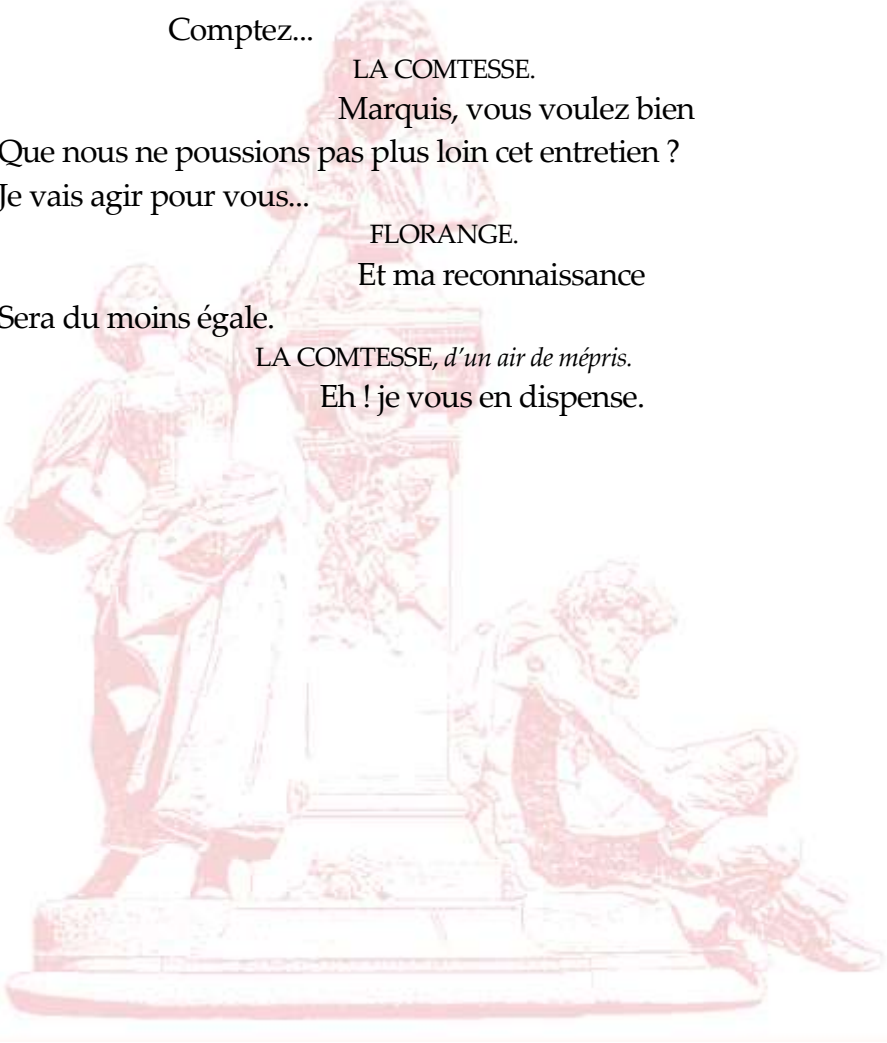 Comptez...
LA COMTESSE.
Marquis, vous voulez bien
Que nous ne poussions pas plus loin cet entretien ?
Je vais agir pour vous...
FLORANGE.
Et ma reconnaissance
Sera du moins égale.
LA COMTESSE, d’un air de mépris.
Eh ! je vous en dispense.